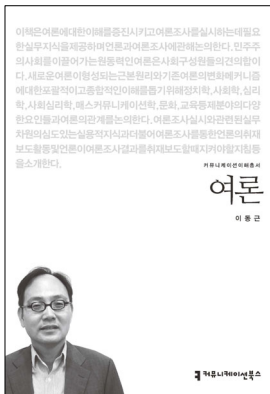 이책은여론에대한이해를증진시키고여론조사를실시하는데필요
한실무지식을제공하며언론과여론조사에관해논의한다.민주주
의사회를이끌어가는원동력인여론은사회구성원들의견의합이
다.새로운여론이형성되는근본원리와기존여론의변화메커니즘
에대한포괄적이고종합적인이해를돕기위해정치학,사회학,심리
학,사회심리학,매스커뮤니케이션학,문화,교육등제분야의다양
한요인들과여론의관계를논의한다.여론조사실시와관련된실무
차원의심도있는실용적지식과더불어여론조사를통한언론의취재
보도활동및언론이여론조사결과를취재보도할때지켜야할지침등
을소개한다.
커뮤니케이션이해총서
여론
이동근
커뮤니케이션북스